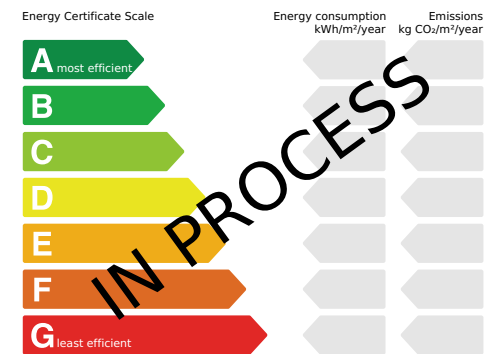 Energy Certificate Scale
Energy consumption
kWh/m²/year
Emissions
kg CO₂/m²/year
A most efficient
B
C
D
E
F
G least efficient
IN PROCESS